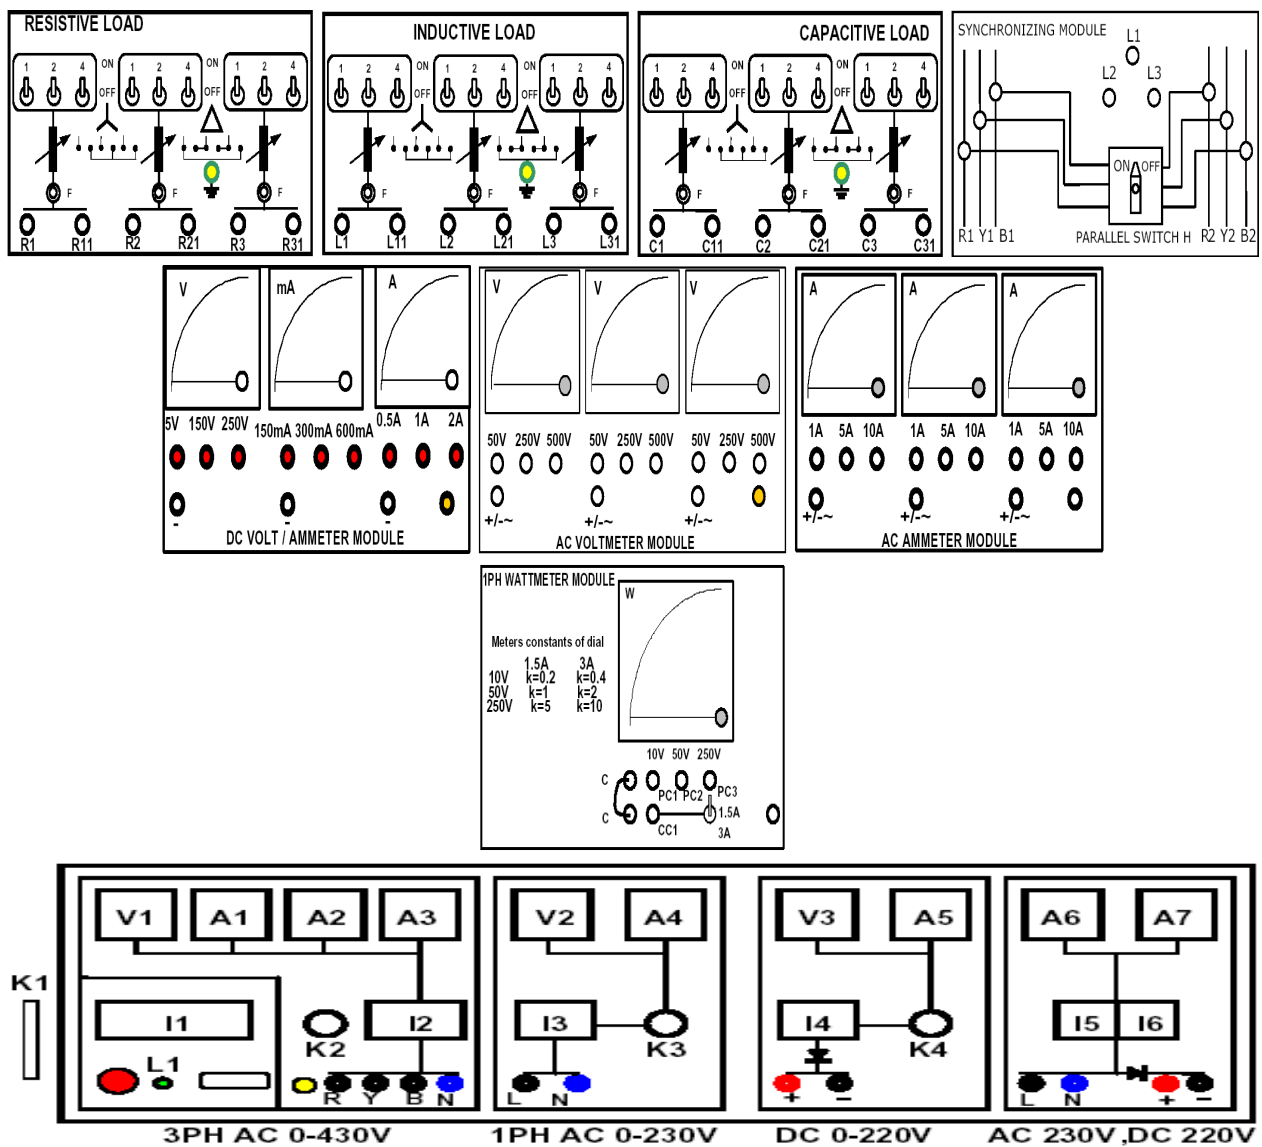 RESISTIVE LOAD
1 2 4 ON 1 2 4 ON 1 2 4
OFF OFF
F F
R1 R11 R2 R21 R3 R31
INDUCTIVE LOAD
1 2 4 ON 1 2 4 ON 1 2 4
OFF OFF
F F
L1 L11 L2 L21 L3 L31
CAPACITIVE LOAD
1 2 4 ON 1 2 4 ON 1 2 4
OFF OFF
F F
C1 C11 C2 C21 C3 C31
SYNCHRONIZING MODULE
L1
L2 L3
ON OFF
R1 Y1 B1 PARALLEL SWITCH H R2 Y2 B2
V mA A
5V 150V 250V 150mA 300mA 600mA 0.5A 1A 2A
- - -
DC VOLT / AMMETER MODULE
V V V
50V 250V 500V 50V 250V 500V 50V 250V 500V
+/-~ +/-~ +/-~
AC VOLTMETER MODULE
A A A
1A 5A 10A 1A 5A 10A 1A 5A 10A
+/-~ +/-~ +/-~
AC AMMETER MODULE
1PH WATTMETER MODULE
W
Meters constants of dial
1.5A 3A
10V k=0.2 k=0.4
50V k=1 k=2
250V k=5 k=10
10V 50V 250V
C
PC1 PC2 PC3
C 1.5A
CC1 3A
V1 A1 A2 A3 V2 A4 V3 A5 A6 A7
K1
I1 I2 I3 I4 I5 I6
K2 K3 K4
L1
R Y B N L N + - L N + -
3PH AC 0-430V 1PH AC 0-230V DC 0-220V AC 230V ,DC 220V